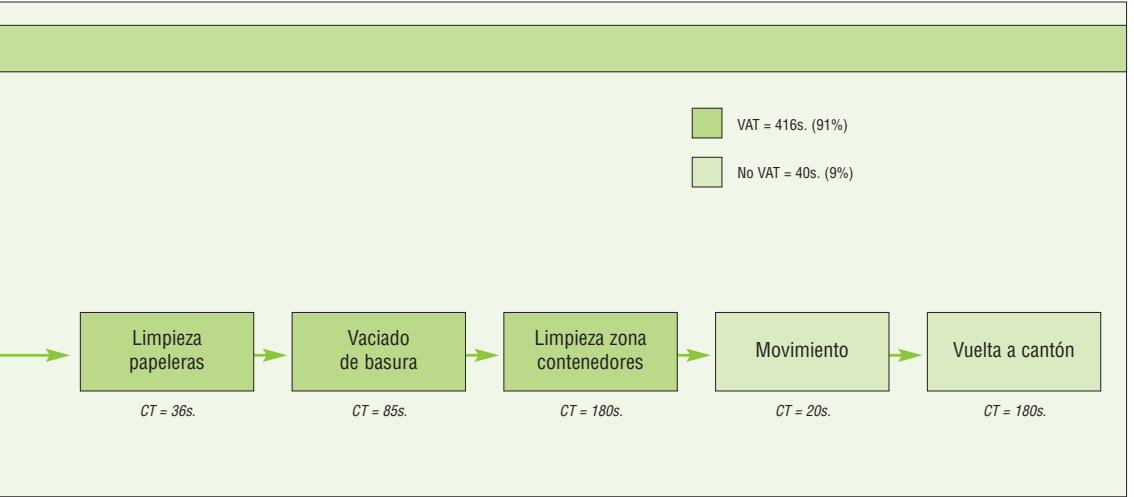 VAT = 416s. (91%)
No VAT = 40s. (9%)
Limpieza
papeleras
CT = 36s.
Vaciado
de basura
CT = 85s.
Limpieza zona
contenedores
CT = 180s.
Movimiento
CT = 20s.
Vuelta a cantón
CT = 180s.